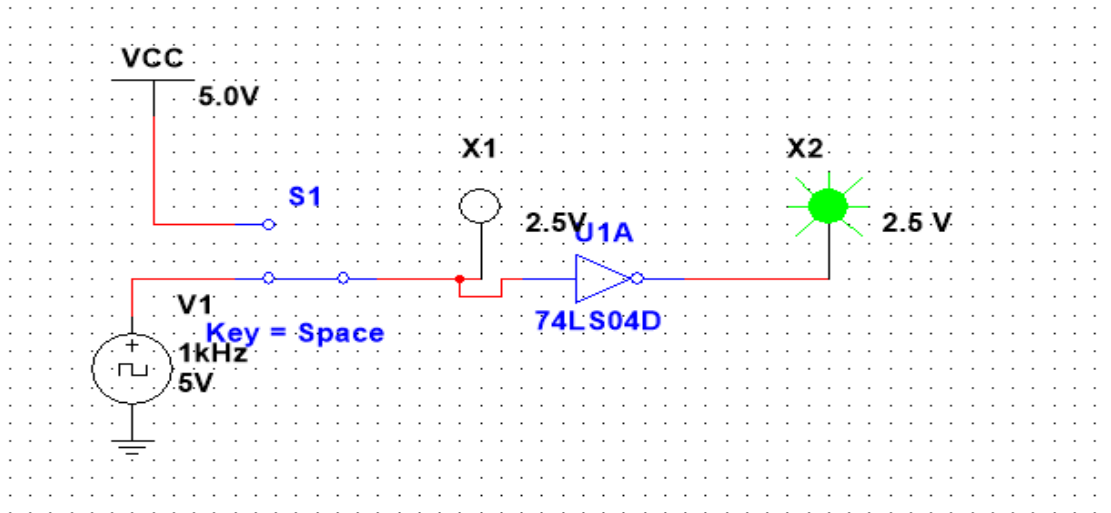 VCC
5.0V
X1
X2
S1
2.5V
2.5 V
U1A
V1
Key = Space
74LS04D
1kHz
5V